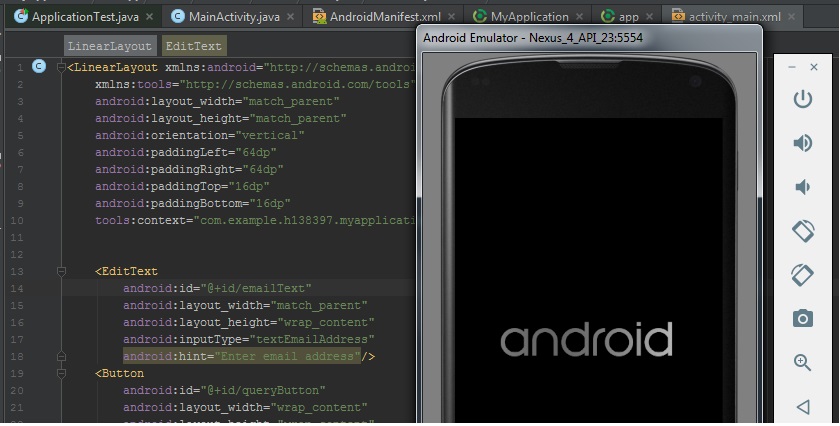 ApplicationTest.java MainActivity.java AndroidManifest.xml MyApplication app activity_main.xml
Android Emulator - Nexus_4_API_23:5554
LinearLayout EditText
1 <LinearLayout xmlns:android="http://schemas.androi
2 xmlns:tools="http://schemas.android.com/tools"
3 android:layout_width="match_parent"
4 android:layout_height="match_parent"
5 android:orientation="vertical"
6 android:paddingLeft="64dp"
7 android:paddingRight="64dp"
8 android:paddingTop="16dp"
9 android:paddingBottom="16dp"
10 tools:context="com.example.h138397.myapplicati
11
12
13 <EditText
14 android:id="@+id/emailText"
15 android:layout_width="match_parent"
16 android:layout_height="wrap_content"
17 android:inputType="textEmailAddress"
18 android:hint="Enter email address"/>
19 <Button
20 android:id="@+id/queryButton"
21 android:layout_width="wrap_content"
android